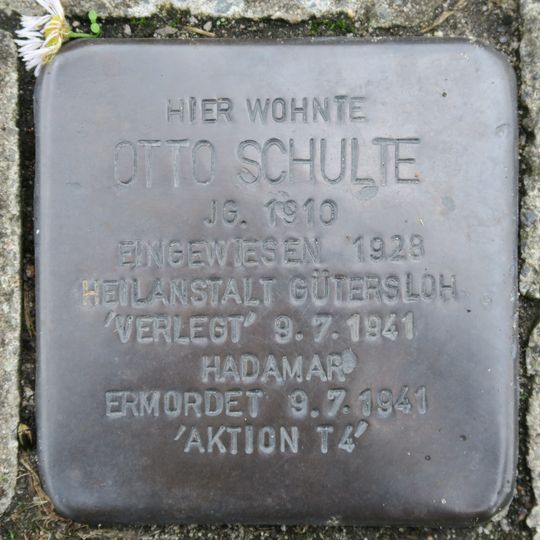 HIER WOHNTE
OTTO SCHULTE
JG. 1910
EINGEWIESEN 1928
HEILANSTALT GÜTERSLOH
'VERLEGT' 9.7.1941
HADAMAR
ERMORDET 9.7.1941
'AKTION T4'